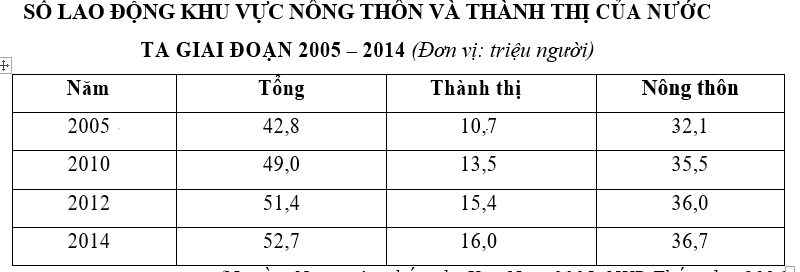 SỐ LAO ĐỘNG KHU VỰC NÔNG THÔN VÀ THÀNH THỊ CỦA NƯỚC
TA GIAI ĐOẠN 2005 – 2014 (Đơn vị: triệu người)
Năm Tổng Thành thị Nông thôn
2005 42,8 10,7 32,1
2010 49,0 13,5 35,5
2012 51,4 15,4 36,0
2014 52,7 16,0 36,7